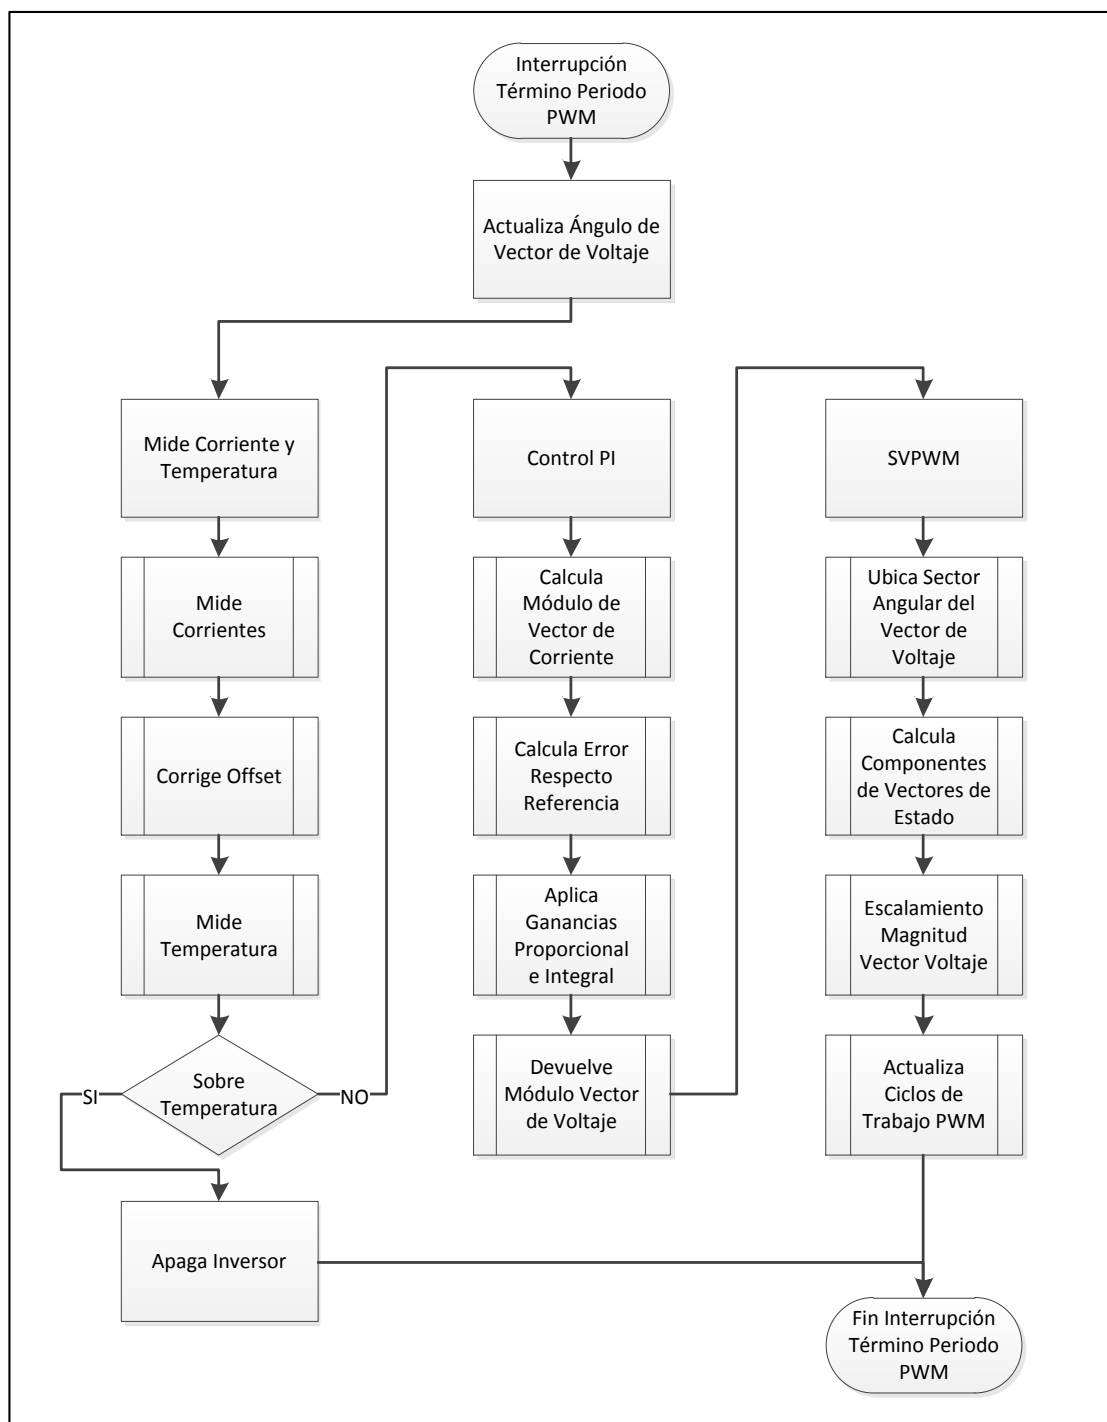 Interrupción
Término Periodo
PWM
Actualiza Ángulo de
Vector de Voltaje
Mide Corriente y
Temperatura
Mide
Corrientes
Corrige Offset
Mide
Temperatura
Sobre
Temperatura
SI
NO
Apaga Inversor
Control PI
Calcula
Módulo de
Vector de
Corriente
Calcula Error
Respecto
Referencia
Aplica
Ganancias
Proporcional
e Integral
Devuelve
Módulo Vector
de Voltaje
SVPWM
Ubica Sector
Angular del
Vector de
Voltaje
Calcula
Componentes
de Vectores de
Estado
Escalamiento
Magnitud
Vector Voltaje
Actualiza
Ciclos de
Trabajo PWM
Fin Interrupción
Término Periodo
PWM